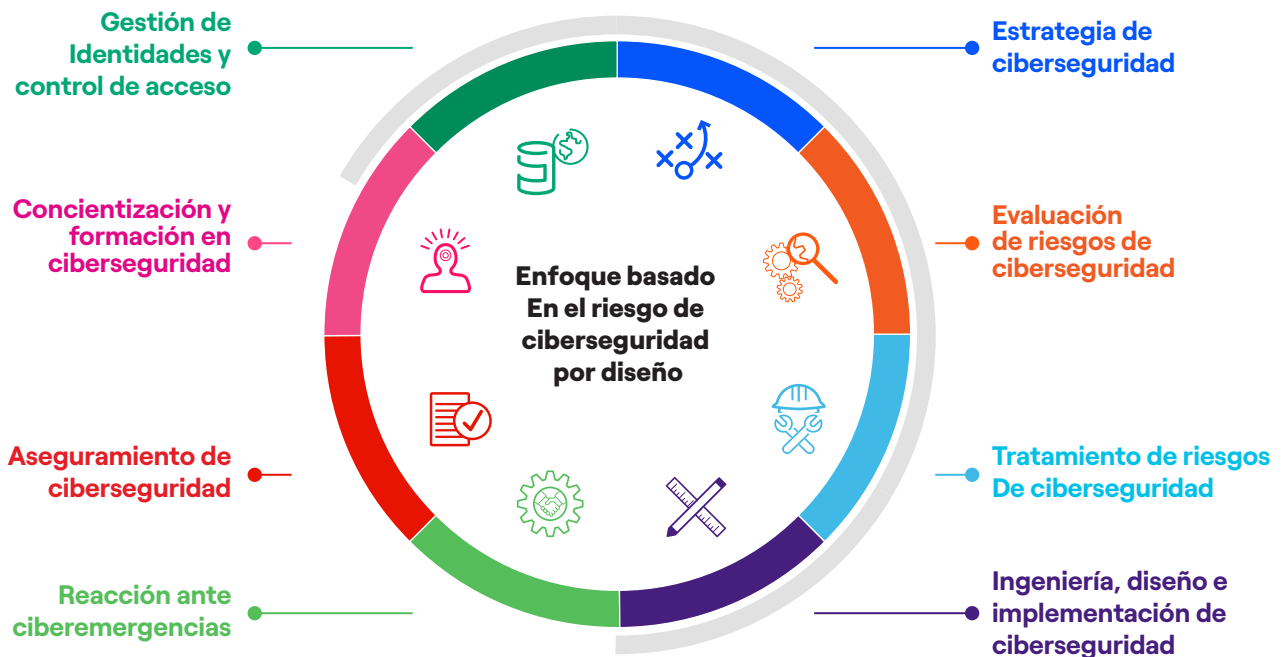 Gestión de
Identidades y
control de acceso
Estrategia de
ciberseguridad
Concientización y
formación en
ciberseguridad
Evaluación
de riesgos de
ciberseguridad
Enfoque basado
En el riesgo de
ciberseguridad
por diseño
Aseguramiento de
ciberseguridad
Tratamiento de riesgos
De ciberseguridad
Reacción ante
ciberemergencias
Ingeniería, diseño e
implementación de
ciberseguridad